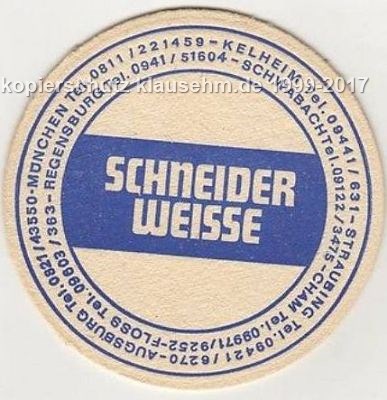 kopierschutz klausehm.de 1999-2017
SCHNEIDER
WEISSE
MÜNCHEN Tel. 0811/221459 - KELHEIM Tel. 09441/631 - STRAUBING Tel. 09421/6270 - AUGSBURG Tel. 0821/43550 -
REGENSBURG Tel. 0941/51604 - SCHWABACH Tel. 09122/3475 - CHAM Tel. 09971/9252 - FLOSS Tel. 09603/363 -